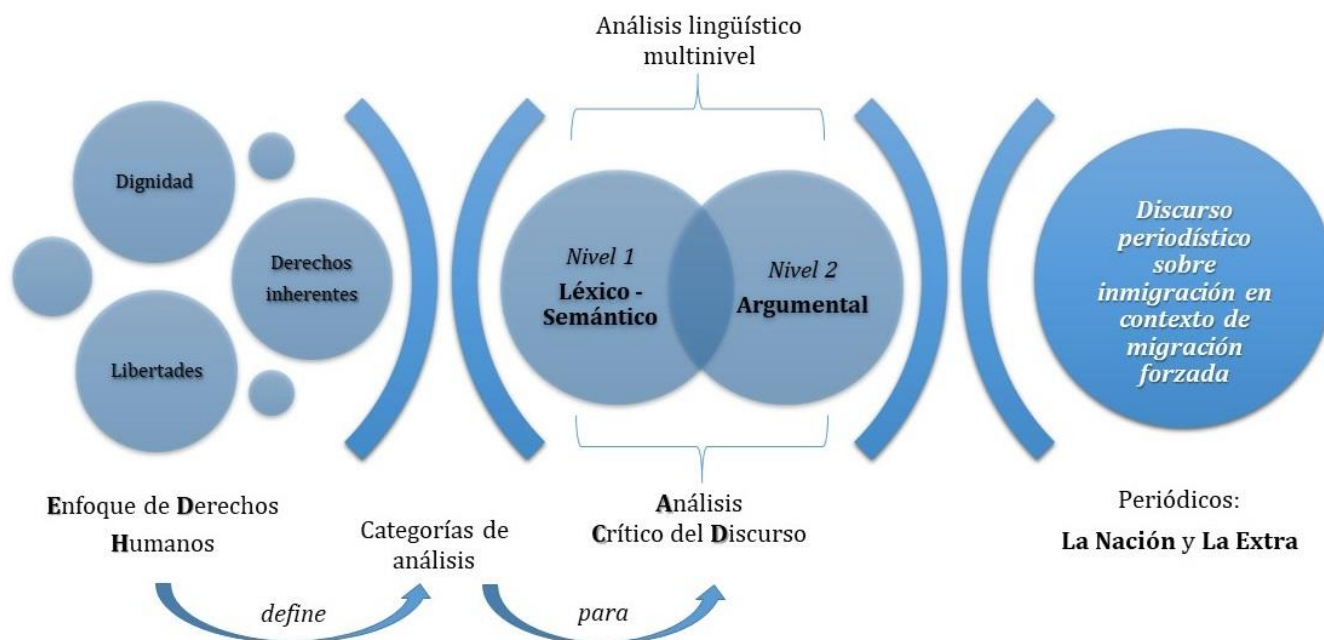 Análisis lingüístico
multinivel
Dignidad
Derechos
inherentes
Libertades
Nivel 1
Léxico -
Semántico
Nivel 2
Argumental
Discurso
periodístico
sobre
inmigración en
contexto de
migración
forzada
Enfoque de Derechos
Humanos
Categorías de
análisis
Análisis
Crítico del Discurso
Periódicos:
La Nación y La Extra
define
para